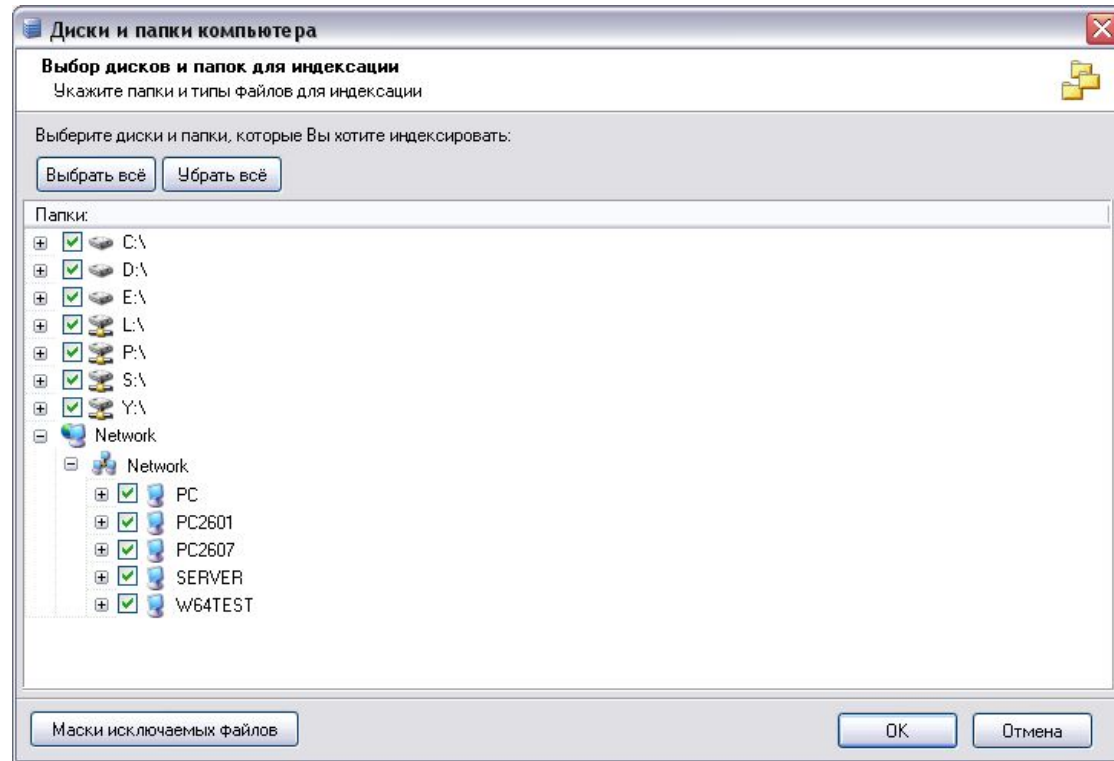 Диски и папки компьютера
Выбор дисков и папок для индексации
Укажите папки и типы файлов для индексации
Выберите диски и папки, которые Вы хотите индексировать:
Выбрать всё Убрать всё
Папки:
C:\
D:\
E:\
L:\
P:\
S:\
Y:\
Network
Network
PC
PC2601
PC2607
SERVER
W64TEST
Маски исключаемых файлов OK Отмена